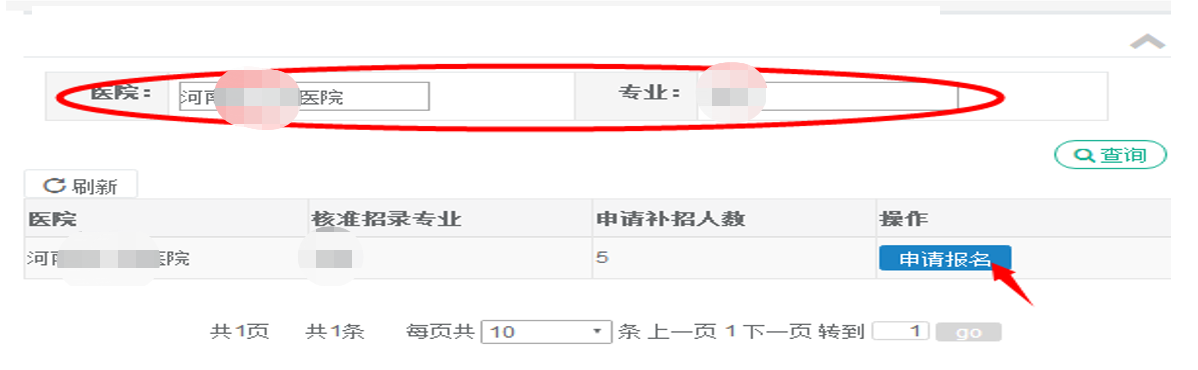 医院： 河南 医院 专业：
查询
刷新
医院 核准招录专业 申请补招人数 操作
河南 医院 5 申请报名
共1页 共1条 每页共 10 条 上一页 1 下一页 转到 1 go